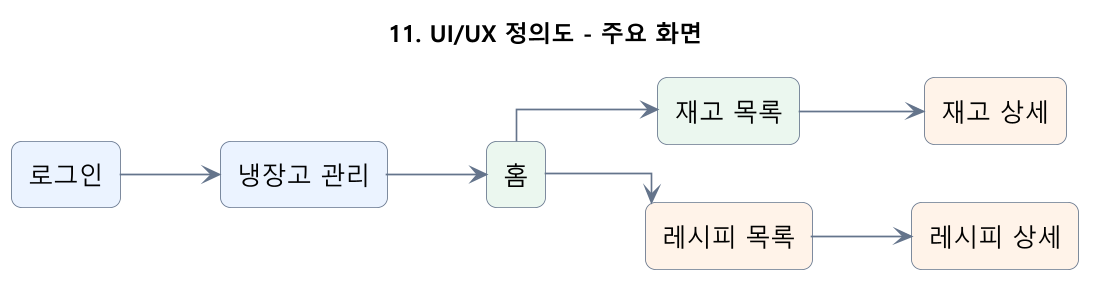 11. UI/UX 정의도 - 주요 화면
로그인
냉장고 관리
홈
재고 목록
재고 상세
레시피 목록
레시피 상세